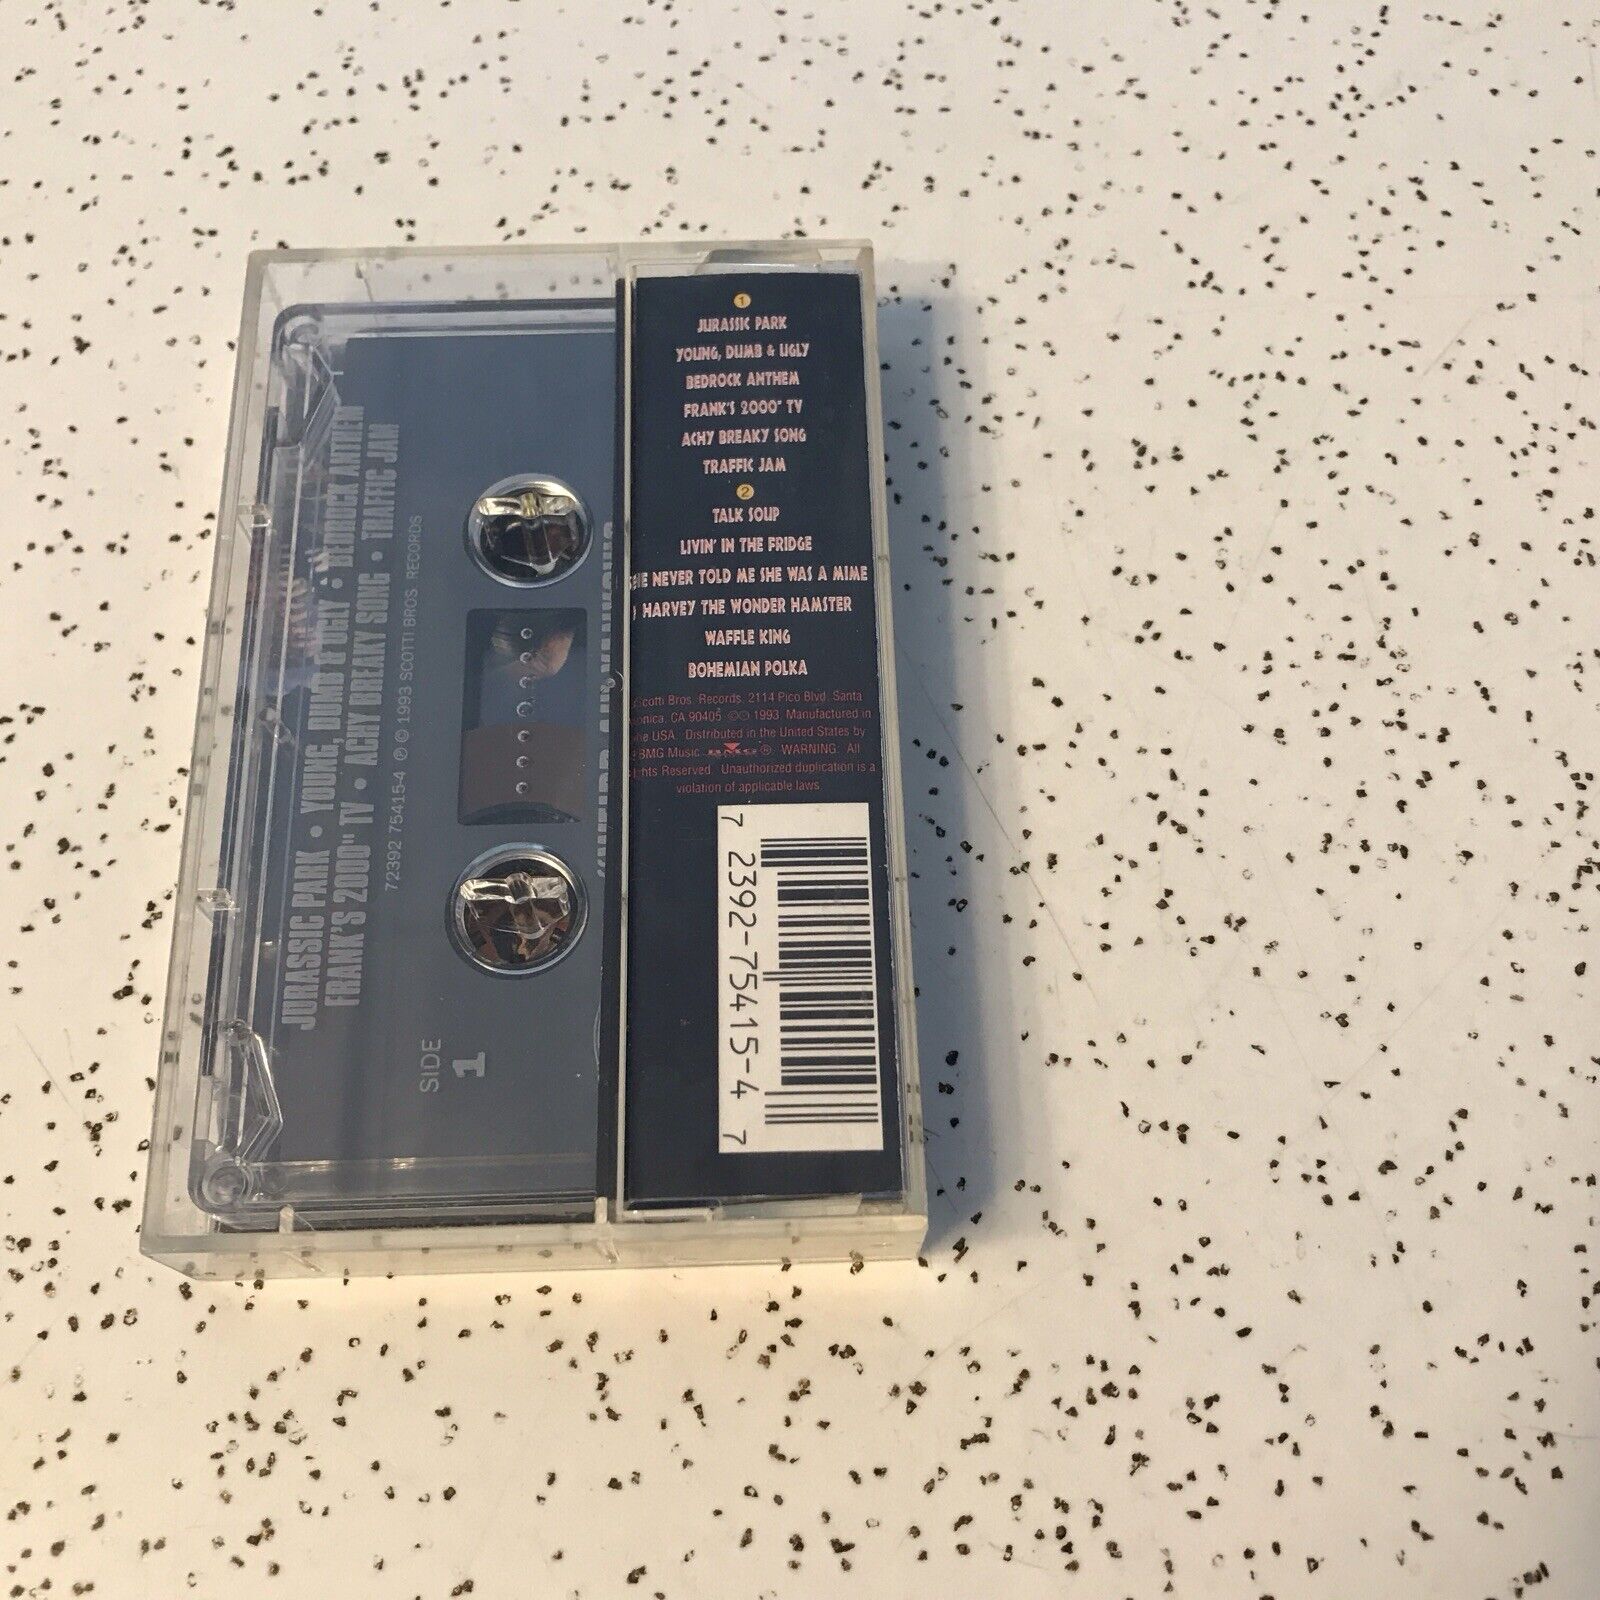 1
JURASSIC PARK
YOUNG, DUMB & UGLY
BEDROCK ANTHEM
FRANK'S 2000" TV
ACHY BREAKY SONG
TRAFFIC JAM
2
TALK SOUP
LIVIN' IN THE FRIDGE
SHE NEVER TOLD ME SHE WAS A MIME
HARVEY THE WONDER HAMSTER
WAFFLE KING
BOHEMIAN POLKA
Scotti Bros. Records, 2114 Pico Blvd. Santa
onica, CA 90405 ℗© 1993 Manufactured in
he USA. Distributed in the United States by
BMG Music BMG ® WARNING: All
ights Reserved. Unauthorized duplication is a
violation of applicable laws
7 2392-75415-4 7
JURASSIC PARK • YOUNG, DUMB & UGLY • BEDROCK ANTHEM
FRANK'S 2000" TV • ACHY BREAKY SONG • TRAFFIC JAM
72392 75415-4 ℗ © 1993 SCOTTI BROS. RECORDS
SIDE
1